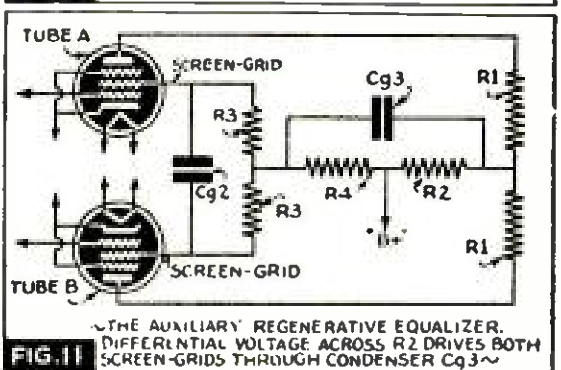 TUBE A
SCREEN-GRID
Cg3
R1
R3
Cg2
R4
R2
R3
"B+"
R1
SCREEN-GRID
TUBE B
~THE AUXILIARY REGENERATIVE EQUALIZER.
DIFFERENTIAL VOLTAGE ACROSS R2 DRIVES BOTH
FIG.11 SCREEN-GRIDS THROUGH CONDENSER Cg3~